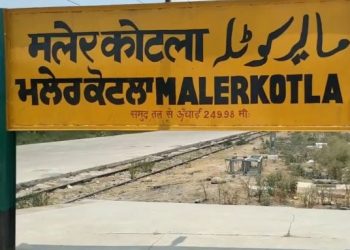 मलेरकोटला مالیرکوٹلہ
ਮਲੇਰਕੋਟਲਾ MALERKOTLA
समुद्र तल से ऊँचाई 249.98 मी.